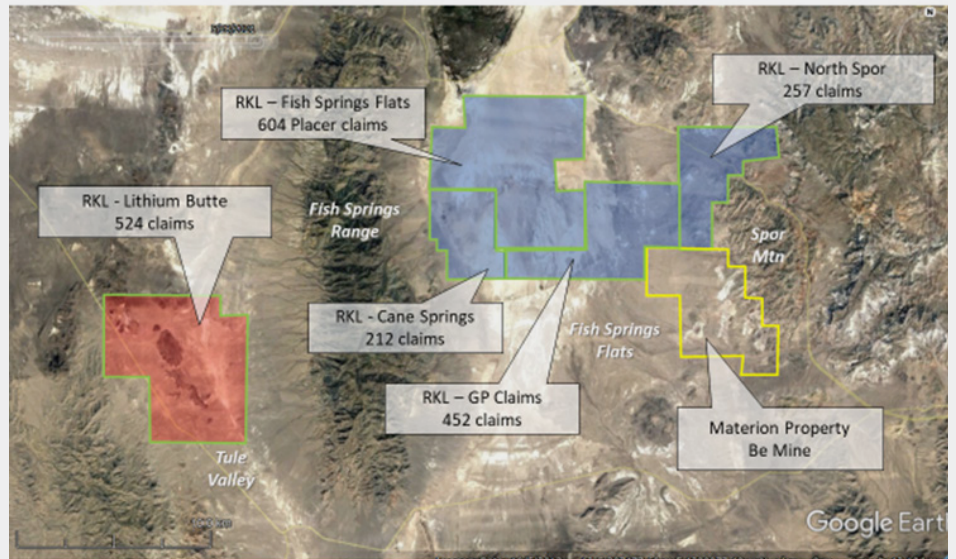 N
RKL – North Spor
257 claims
RKL – Fish Springs Flats
604 Placer claims
RKL - Lithium Butte
524 claims
Fish Springs
Range
Spor
Mtn
RKL - Cane Springs
212 claims
Fish Springs
Flats
RKL – GP Claims
452 claims
Materion Property
Be Mine
Tule
Valley
Google Eart